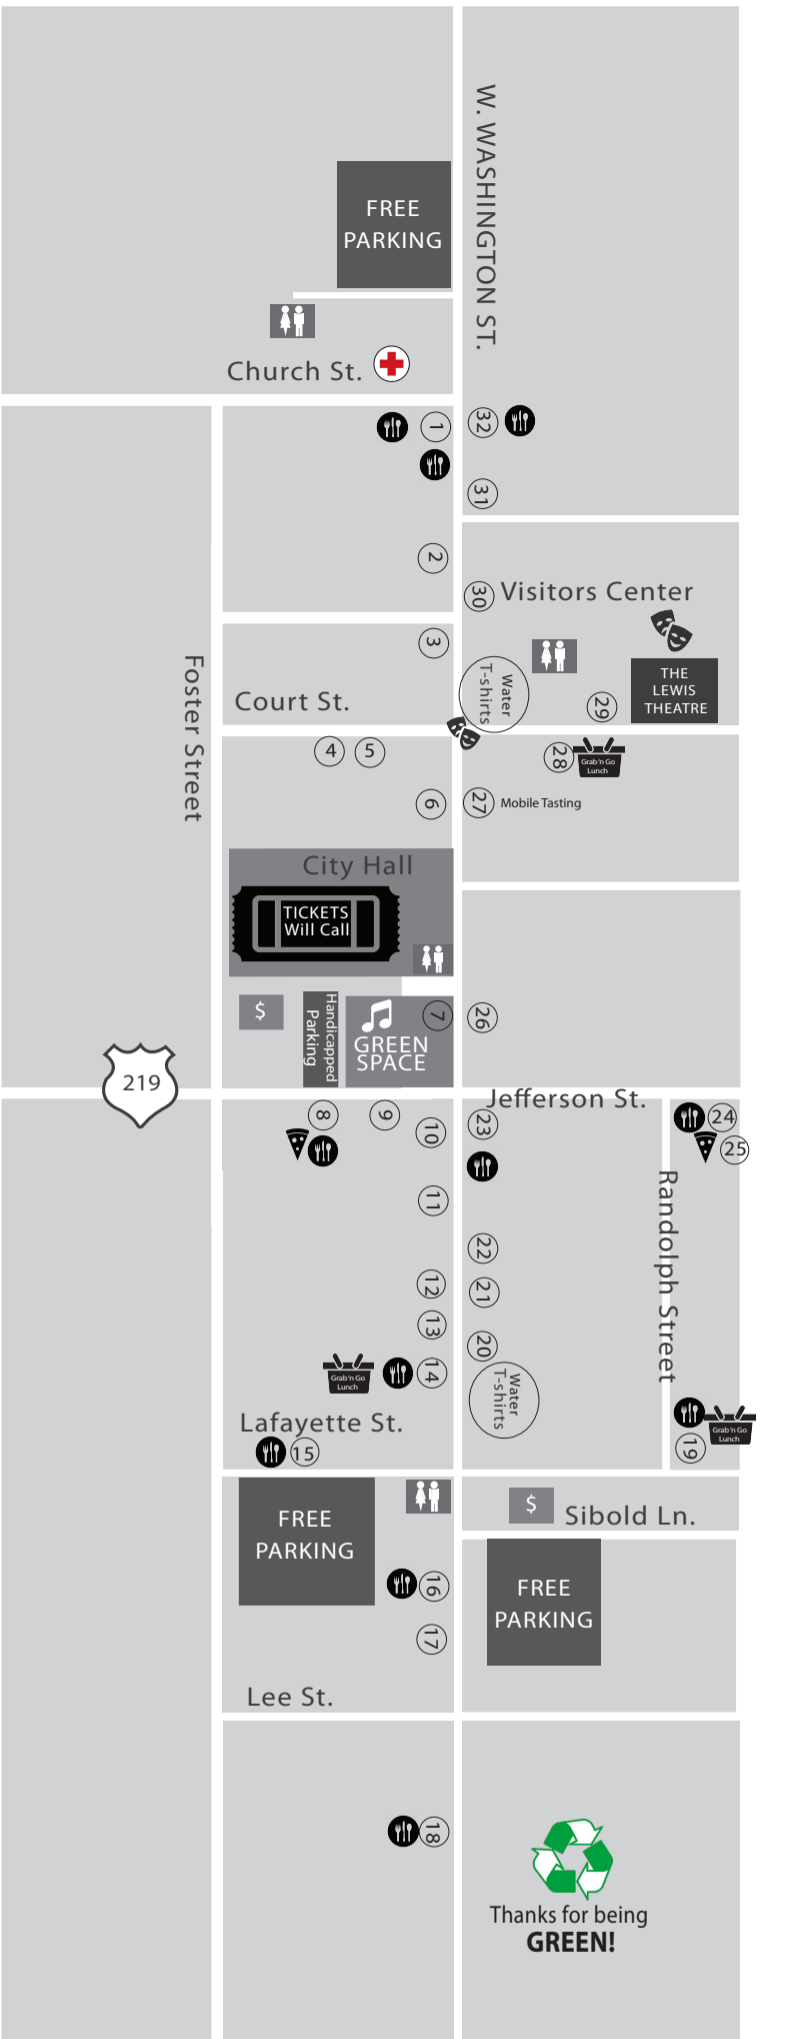 W. WASHINGTON ST.
FREE
PARKING
Church St.
1
32
31
2
30
Visitors Center
3
Foster Street
Court St.
Water
T-shirts
29
THE
LEWIS
THEATRE
4
5
28
Grab'n Go
Lunch
6
27
Mobile Tasting
City Hall
TICKETS
Will Call
$
Handicapped
Parking
7
GREEN
SPACE
26
219
Jefferson St.
8
9
10
23
24
25
11
Randolph Street
22
12
21
13
20
Grab'n Go
Lunch
14
Water
T-shirts
Lafayette St.
15
Grab'n Go
Lunch
19
FREE
PARKING
$
Sibold Ln.
16
FREE
PARKING
17
Lee St.
18
Thanks for being
GREEN!